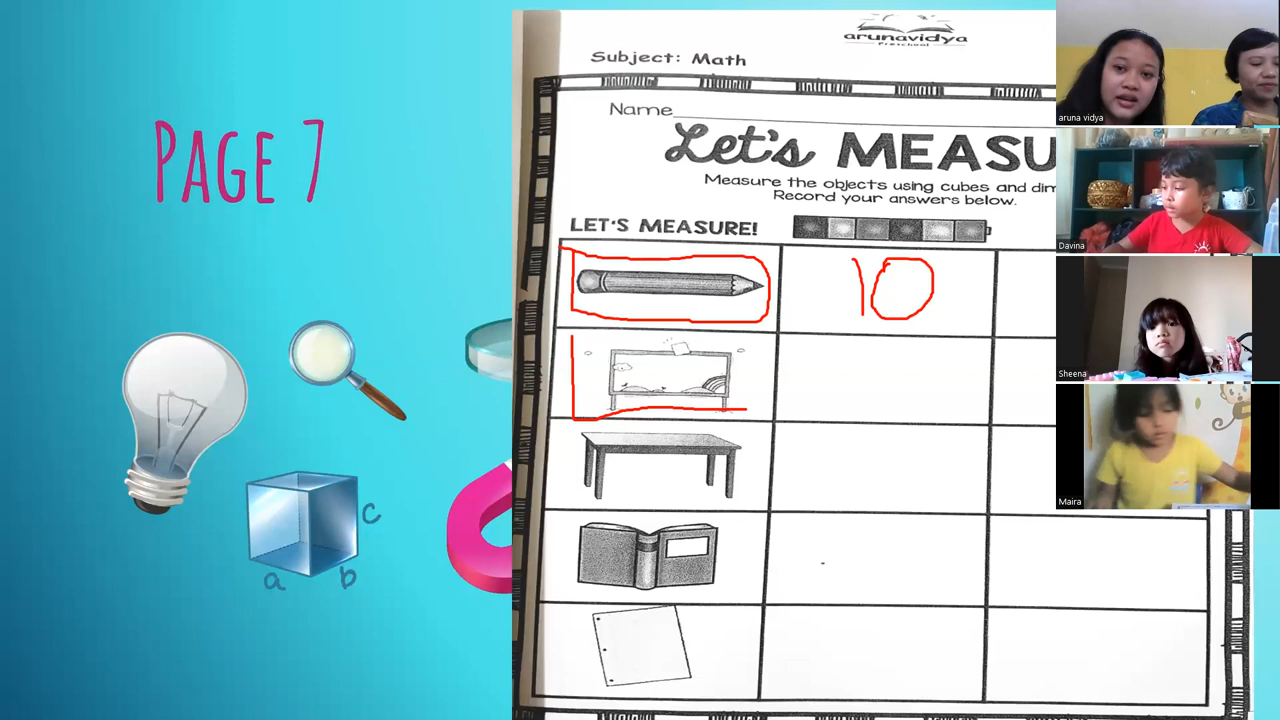 PAGE 7
a
b
c
arunavidya
Preschool
Subject: Math
Name
Let's MEASU
Measure the objects using cubes and dim
Record your answers below.
LET'S MEASURE!
10
aruna vidya
Davina
Sheena
Maira